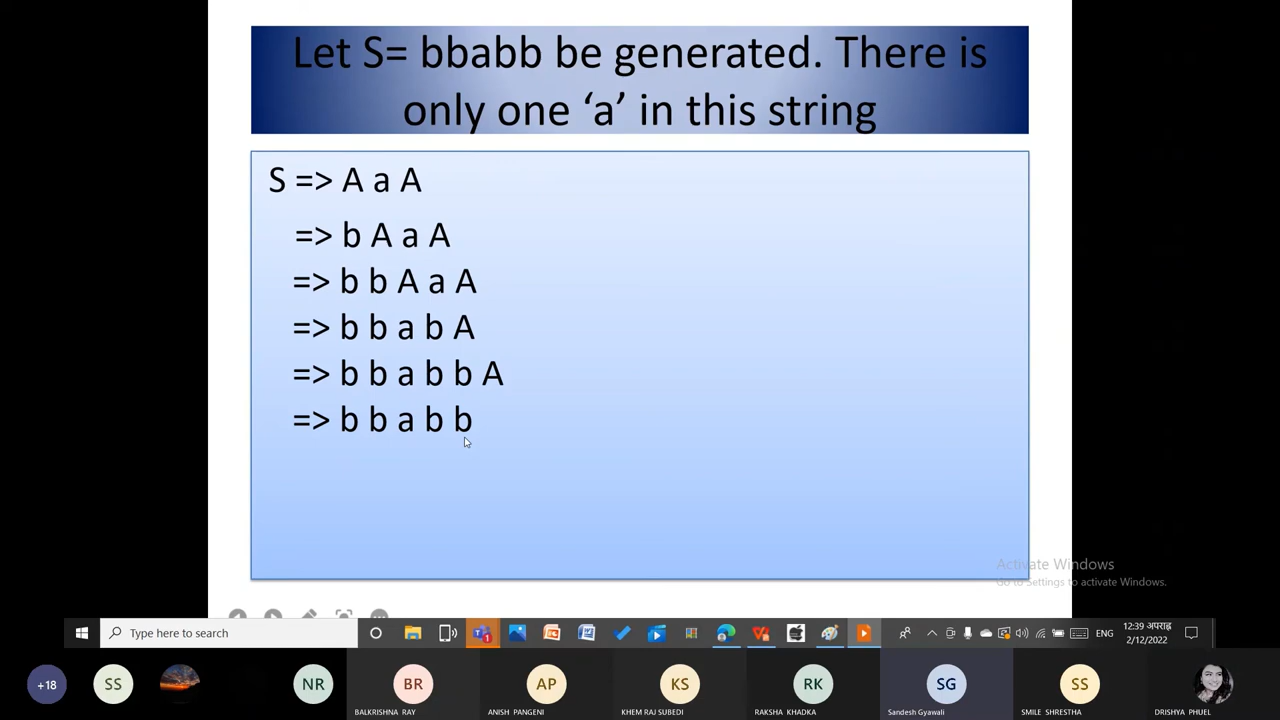 Let S= bbabb be generated. There is
only one ‘a’ in this string
S => A a A
=> b A a A
=> b b A a A
=> b b a b A
=> b b a b b A
=> b b a b b
Activate Windows
Go to Settings to activate Windows.
Type here to search
1
ENG
12:39 अपराह्न
2/12/2022
+18
SS
NR
BR
AP
KS
RK
SG
SS
BALKRISHNA RAY
ANISH PANGENI
KHEM RAJ SUBEDI
RAKSHA KHADKA
Sandesh Gyawali
SMILE SHRESTHA
DRISHYA PHUEL